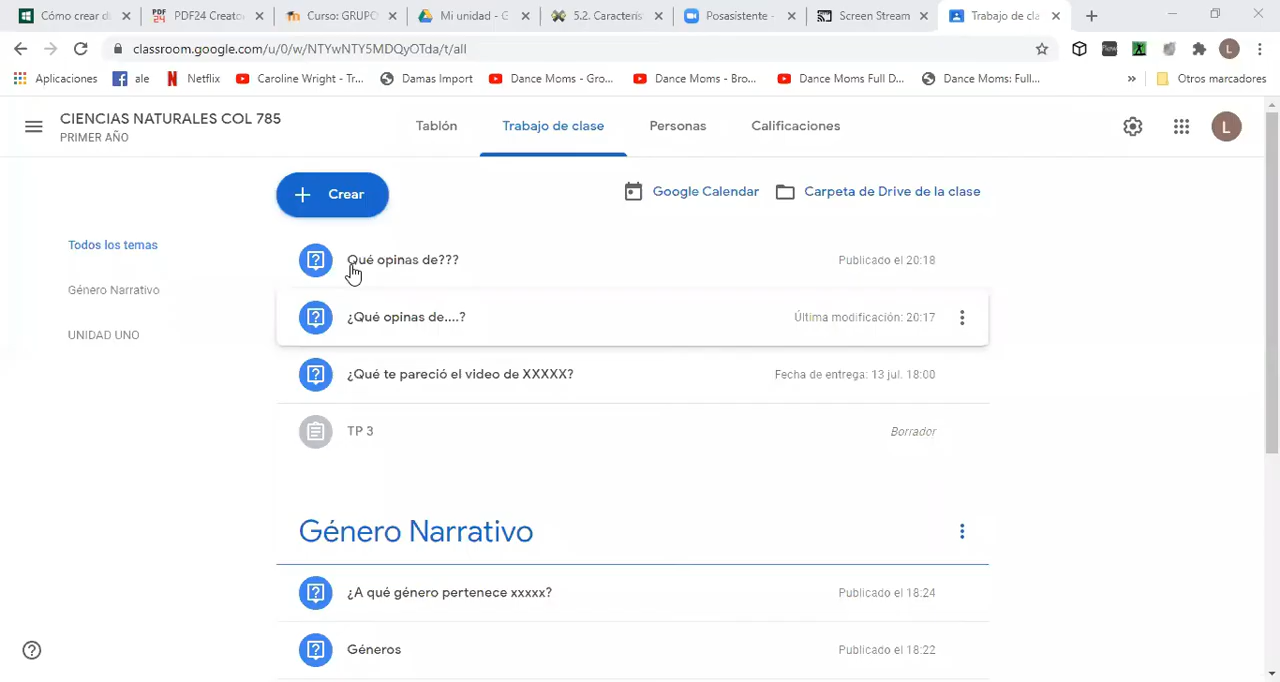 Cómo crear di
PDF24 Creato
Curso: GRUPO
Mi unidad - G
5.2. Caracterís
Posasistente -
Screen Stream
Trabajo de cla
classroom.google.com/u/0/w/NTYwNTY5MDQyOTda/t/all
Aplicaciones
ale
Netflix
Caroline Wright - Tr...
Damas Import
Dance Moms - Gro...
Dance Moms - Bro...
Dance Moms Full D...
Dance Moms: Full...
»
Otros marcadores
CIENCIAS NATURALES COL 785
PRIMER AÑO
Tablón
Trabajo de clase
Personas
Calificaciones
L
+ Crear
Google Calendar
Carpeta de Drive de la clase
Todos los temas
Género Narrativo
UNIDAD UNO
Qué opinas de???
Publicado el 20:18
¿Qué opinas de....?
Última modificación: 20:17
¿Qué te pareció el video de XXXXX?
Fecha de entrega: 13 jul. 18:00
TP 3
Borrador
Género Narrativo
¿A qué género pertenece xxxxx?
Publicado el 18:24
Géneros
Publicado el 18:22